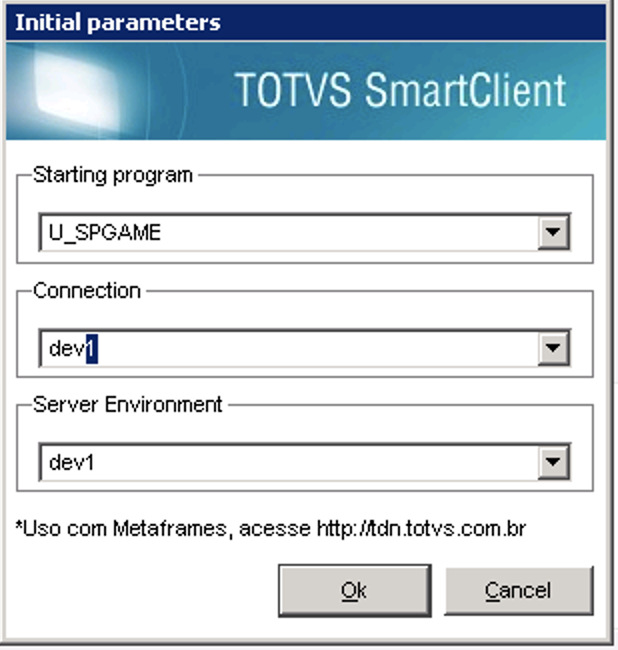 Initial parameters
TOTVS SmartClient
Starting program
U_SPGAME
Connection
dev1
Server Environment
dev1
*Uso com Metaframes, acesse http://tdn.totvs.com.br
Ok
Cancel